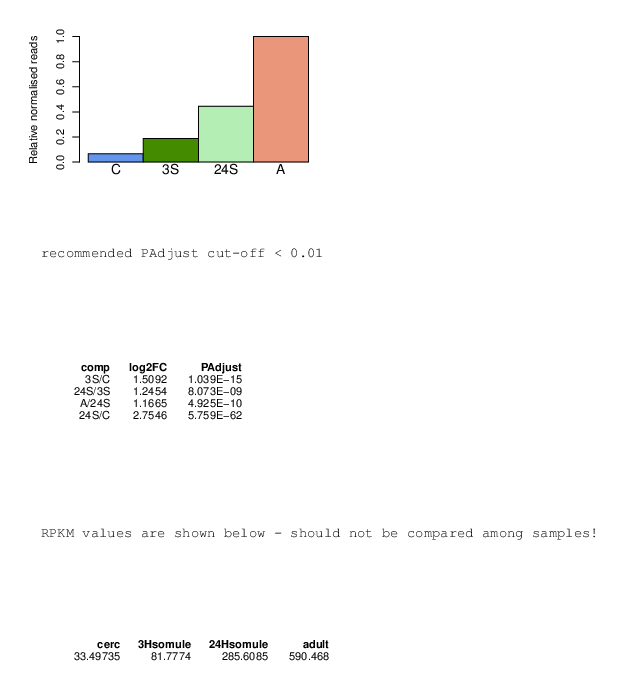 Relative normalised reads
1.0
0.8
0.6
0.4
0.2
0.0
C 3S 24S A
recommended PAdjust cut-off < 0.01
comp log2FC PAdjust
3S/C 1.5092 1.039E−15
24S/3S 1.2454 8.073E−09
A/24S 1.1665 4.925E−10
24S/C 2.7546 5.759E−62
RPKM values are shown below - should not be compared among samples!
cerc 3Hsomule 24Hsomule adult
33.49735 81.7774 285.6085 590.468